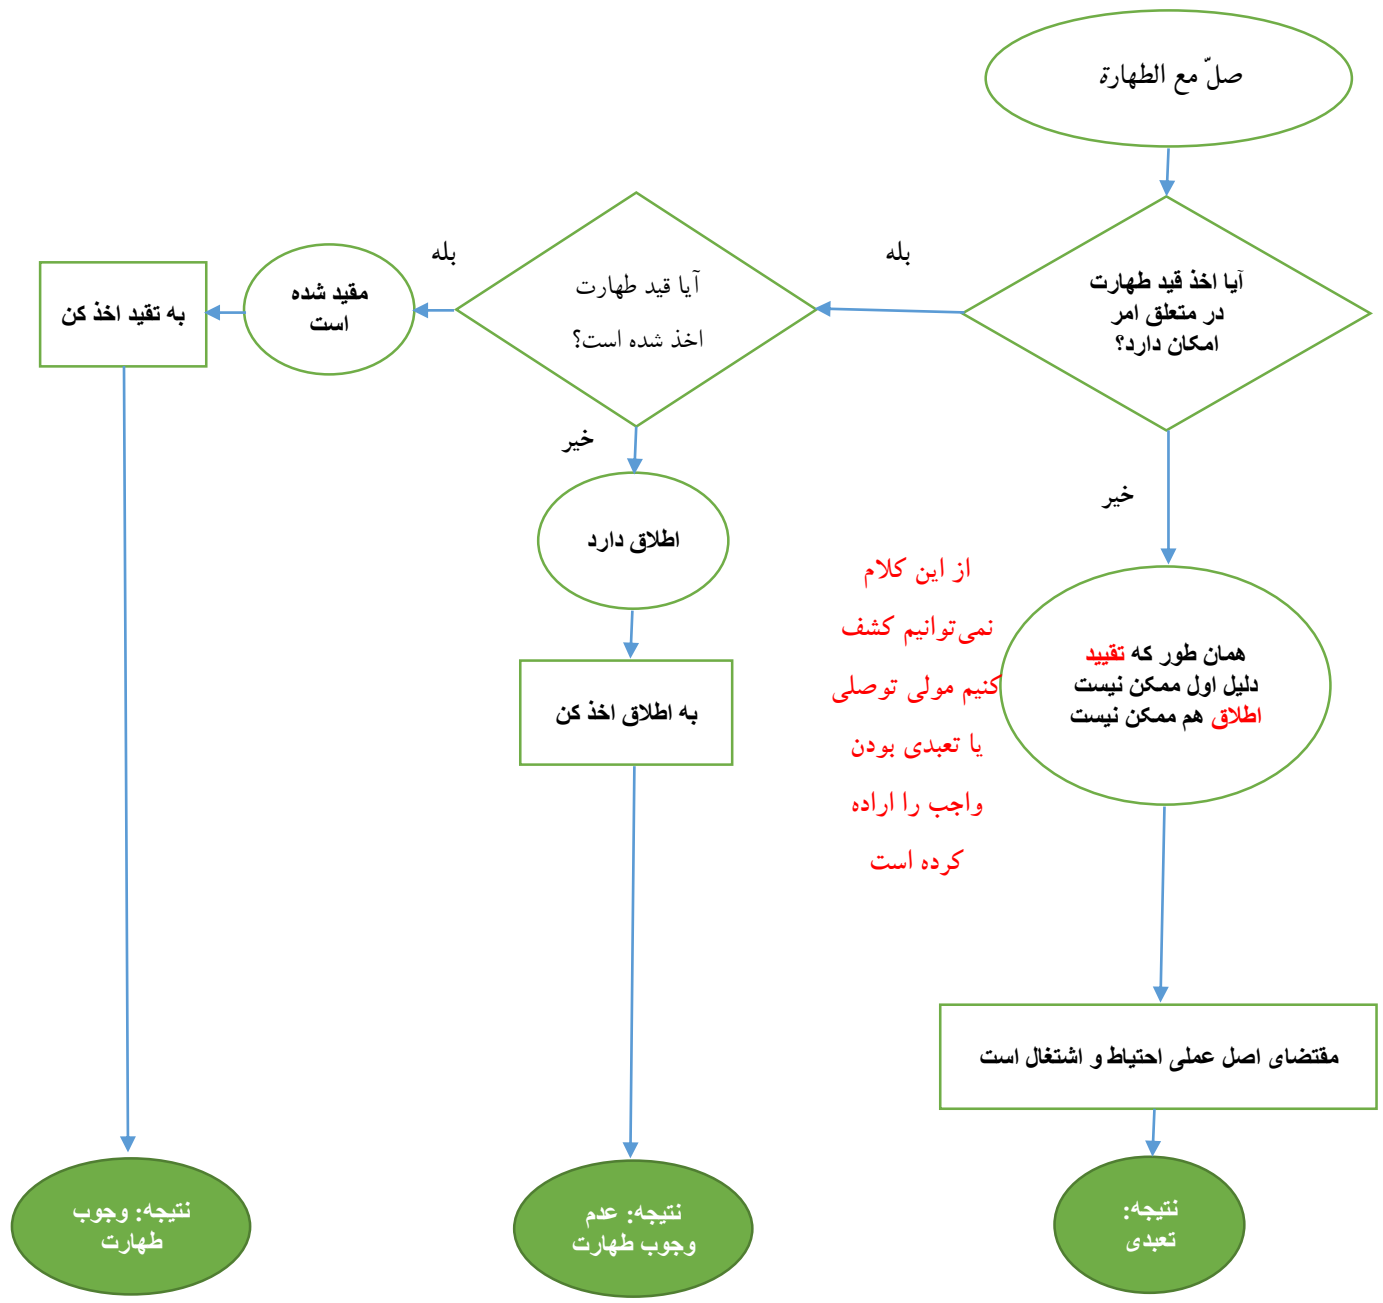 صلّ مع الطهارة
آیا اخذ قید طهارت
در متعلق امر
امکان دارد؟
بله
آیا قید طهارت
اخذ شده است؟
بله
مقید شده
است
به تقید اخذ کن
خیر
اطلاق دارد
به اطلاق اخذ کن
خیر
همان طور که تقیید
دلیل اول ممکن نیست
اطلاق هم ممکن نیست
از این کلام
نمی‌توانیم کشف
کنیم مولی توصلی
یا تعبدی بودن
واجب را اراده
کرده است
مقتضای اصل عملی احتیاط و اشتغال است
نتیجه:
تعبدی
نتیجه: عدم
وجوب طهارت
نتیجه: وجوب
طهارت